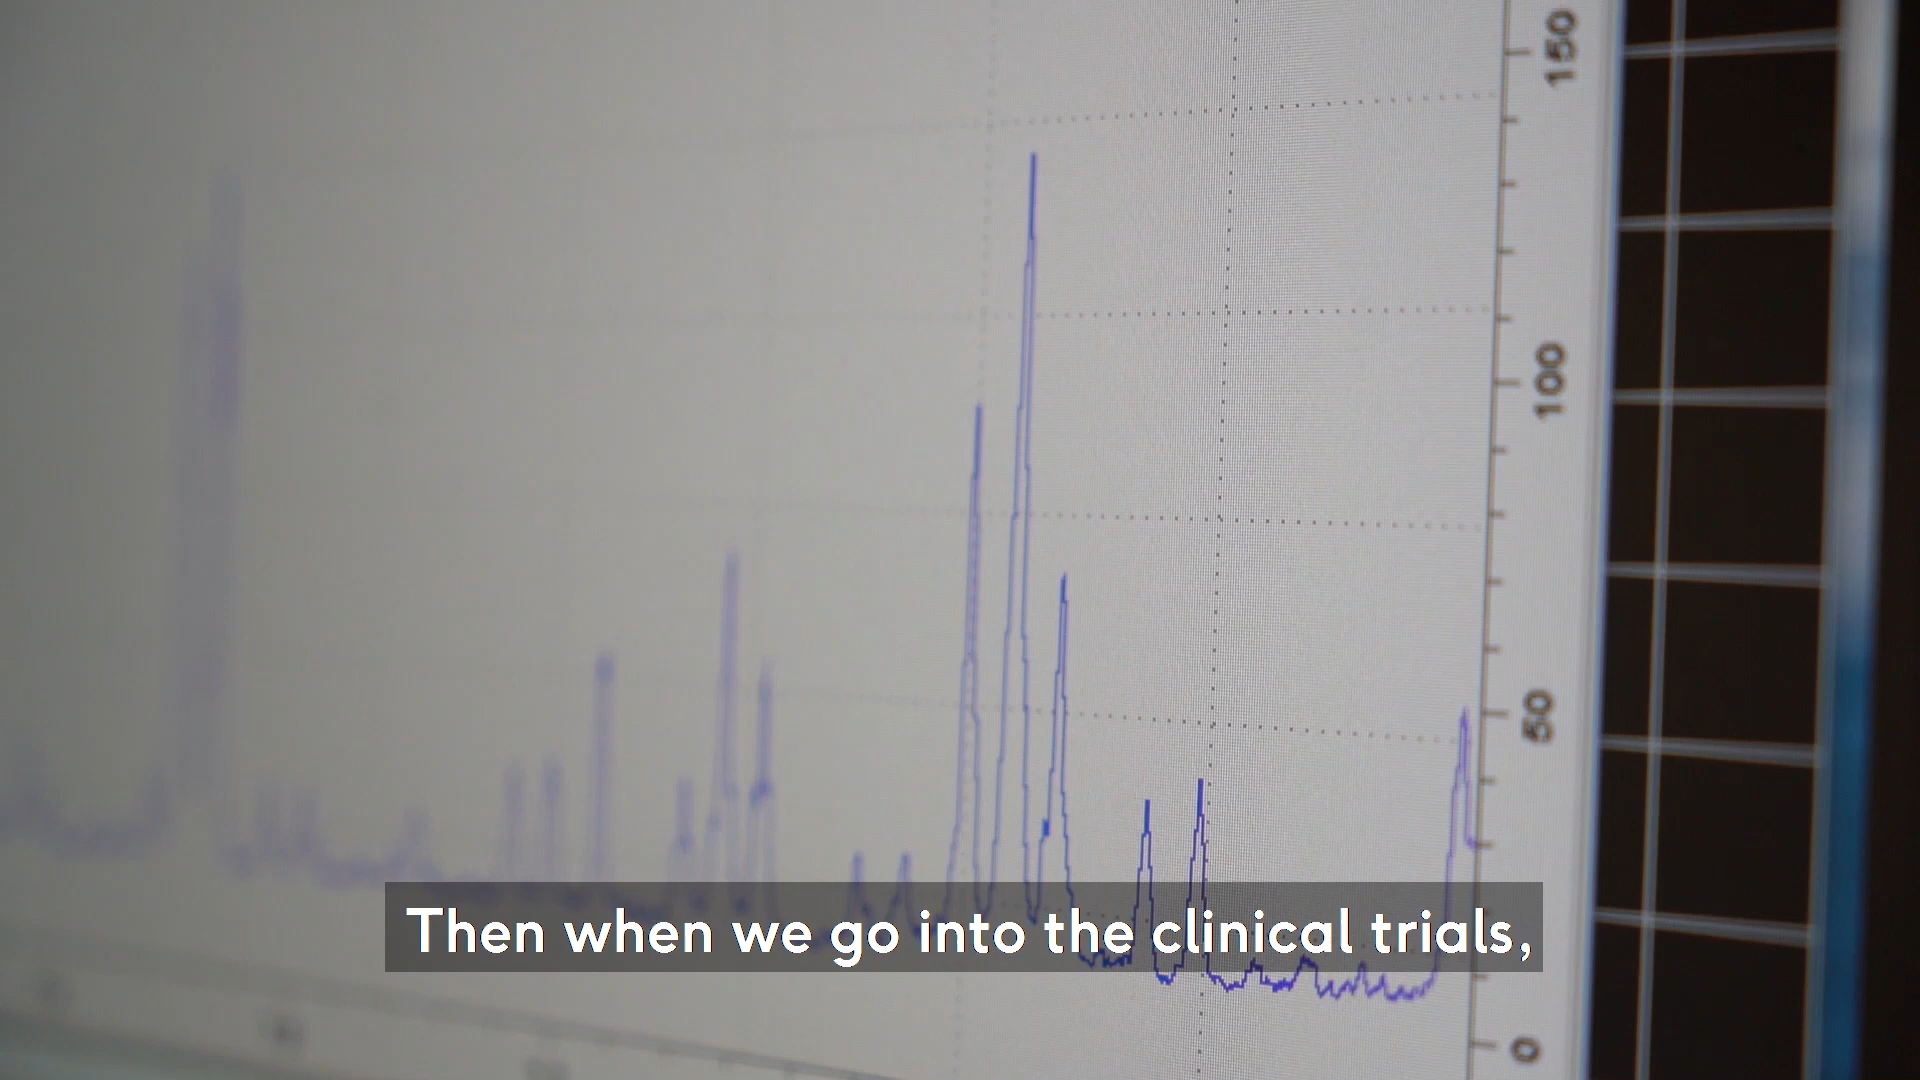 150
100
50
0
Then when we go into the clinical trials,